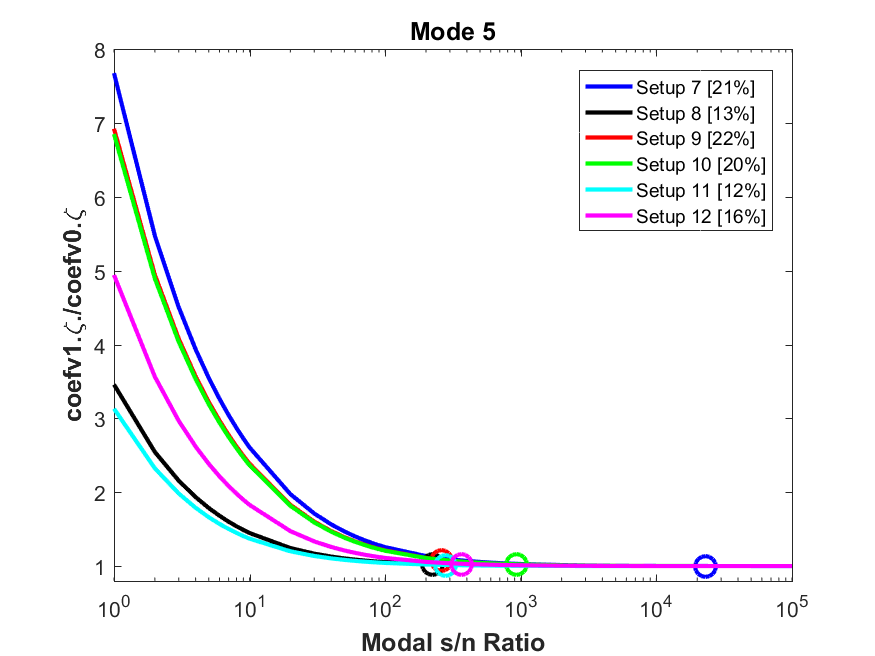 Mode 5
8
7
6
5
4
3
2
1
coefv1.ζ./coefv0.ζ
10⁰ 10¹ 10² 10³ 10⁴ 10⁵
Modal s/n Ratio
Setup 7 [21%]
Setup 8 [13%]
Setup 9 [22%]
Setup 10 [20%]
Setup 11 [12%]
Setup 12 [16%]